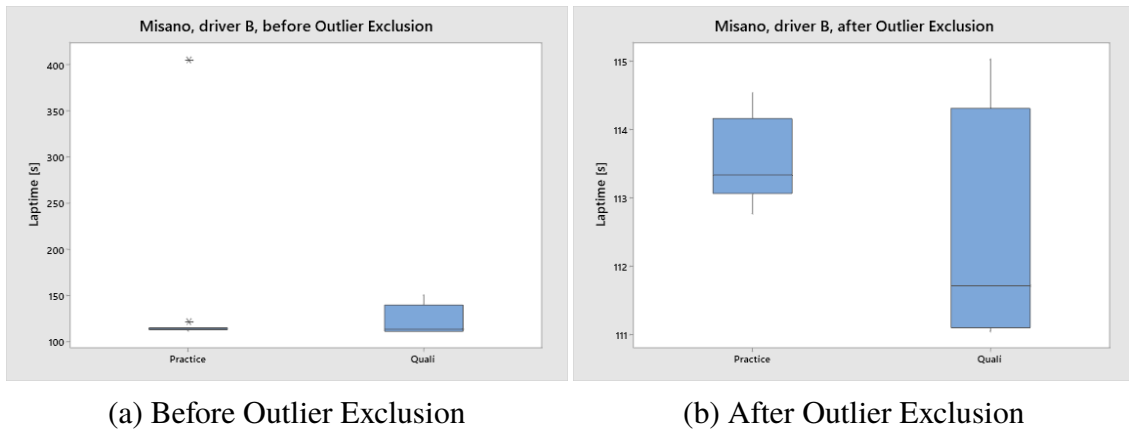 Misano, driver B, before Outlier Exclusion
Laptime [s]
400
350
300
250
200
150
100
Practice
Quali
(a) Before Outlier Exclusion
Misano, driver B, after Outlier Exclusion
Laptime [s]
115
114
113
112
111
Practice
Quali
(b) After Outlier Exclusion